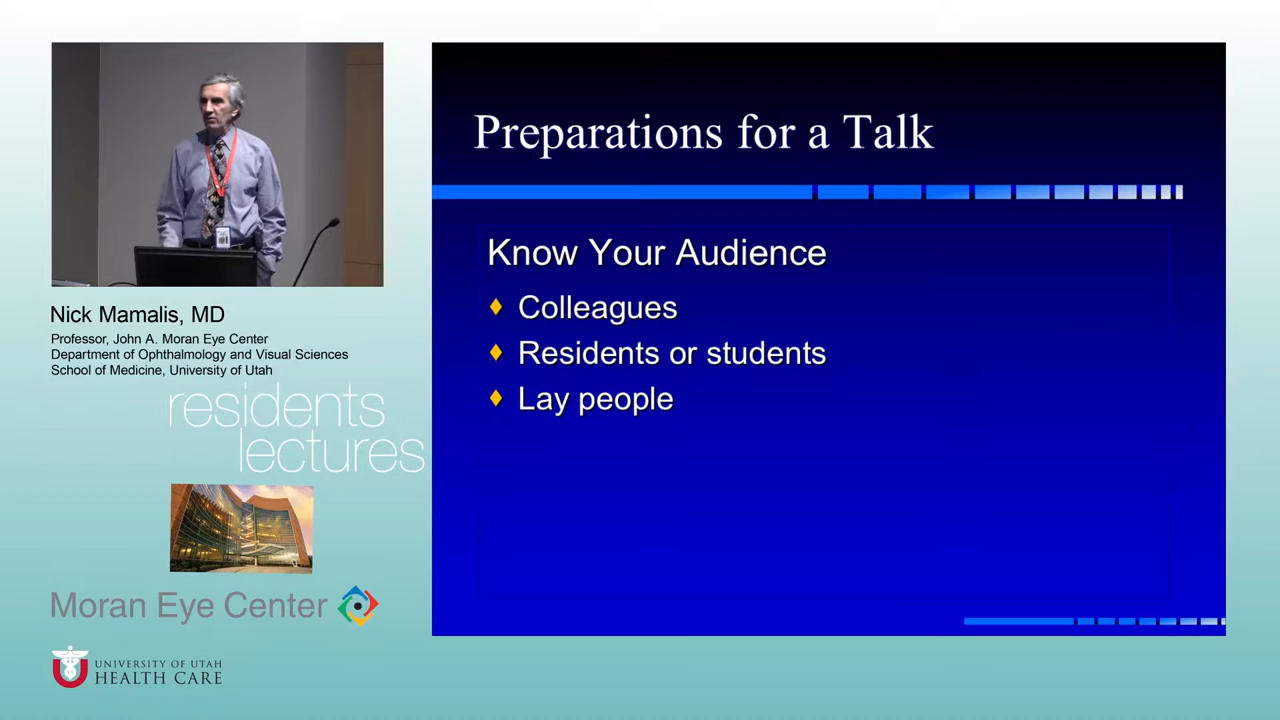 Preparations for a Talk
Know Your Audience
Colleagues
Residents or students
Lay people
Nick Mamalis, MD
Professor, John A. Moran Eye Center
Department of Ophthalmology and Visual Sciences
School of Medicine, University of Utah
residents
lectures
Moran Eye Center
UNIVERSITY OF UTAH
HEALTH CARE